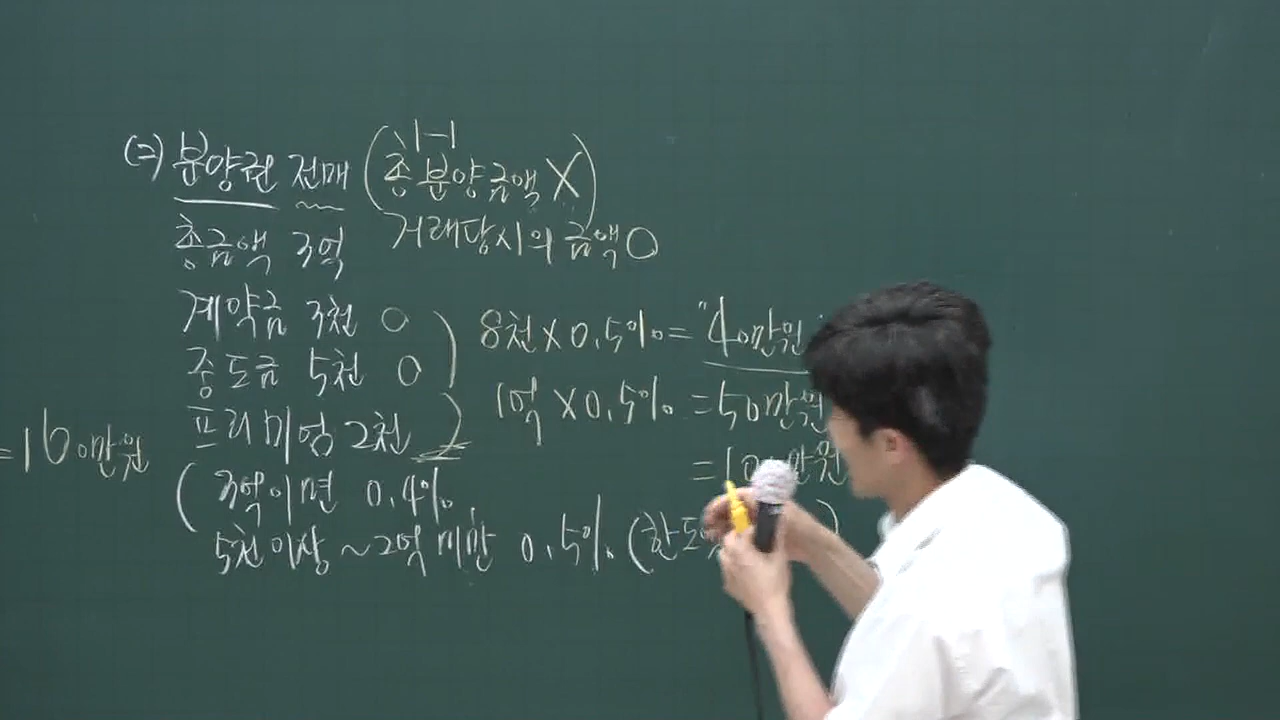 (ㄹ) 분양권 전매 (총 분양금액 X)
거래당시의 금액 O
총금액 3억
계약금 3천 O
중도금 5천 O
프리미엄 2천
8천 X 0.5% = "40만원
1억 X 0.5% = 50만원
= 160만원
(3억이면 0.4%
5천이상 ~ 2억 미만 0.5% (한도